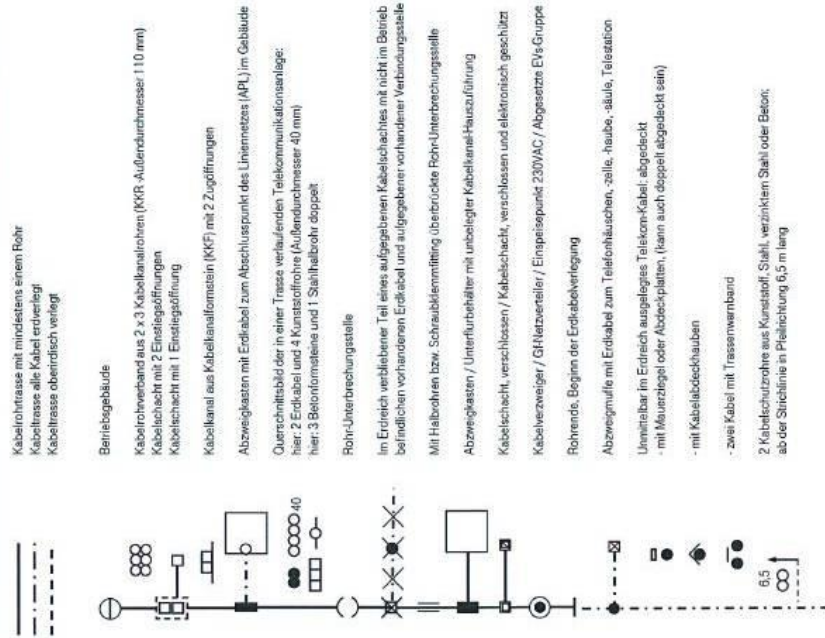 Kabelrohrtrasse mit mindestens einem Rohr
Kabeltrasse alle Kabel erdverlegt
Kabeltrasse oberirdisch verlegt
Betriebsgebäude
Kabelrohrverband aus 2 x 3 Kabelkanalrohren (KKR -Außendurchmesser 110 mm)
Kabelschacht mit 2 Einstiegsöffnungen
Kabelschacht mit 1 Einstiegsöffnung
Kabelkanal aus Kabelkanalformstein (KKF) mit 2 Zugöffnungen
Abzweigkasten mit Erdkabel zum Abschlusspunkt des Liniennetzes (APL) im Gebäude
Querschnittsbild der in einer Trasse verlaufenden Telekommunikationsanlage:
hier: 2 Erdkabel und 4 Kunststoffrohre (Außendurchmesser 40 mm)
hier: 3 Betonformsteine und 1 Stahlhalbrohr doppelt
40
Rohr-Unterbrechungsstelle
Im Erdreich verbliebener Teil eines aufgegebenen Kabelschachtes mit nicht im Betrieb
befindlichen vorhandenen Erdkabel und aufgegebener vorhandener Verbindungsstelle
Mit Halbrohren bzw. Schraubklemmfitting überbrückte Rohr-Unterbrechungsstelle
Abzweigkasten / Unterflurbehälter mit unbelegter Kabelkanal-Hauszuführung
Kabelschacht, verschlossen / Kabelschacht, verschlossen und elektronisch geschützt
Kabelverzweiger / Gf-Netzverteiler / Einspeisepunkt 230VAC / Abgesetzte EVs-Gruppe
Rohrende, Beginn der Erdkabelverlegung
Abzweigmuffe mit Erdkabel zum Telefonhäuschen, -zelle, -haube, -säule, Telestation
Unmittelbar im Erdreich ausgelegtes Telekom-Kabel: abgedeckt
- mit Mauerziegel oder Abdeckplatten, (kann auch doppelt abgedeckt sein)
- mit Kabelabdeckhauben
- zwei Kabel mit Trassenwarnband
2 Kabelschutzrohre aus Kunststoff, Stahl, verzinktem Stahl oder Beton;
ab der Strichlinie in Pfeilrichtung 6,5 m lang
6,5